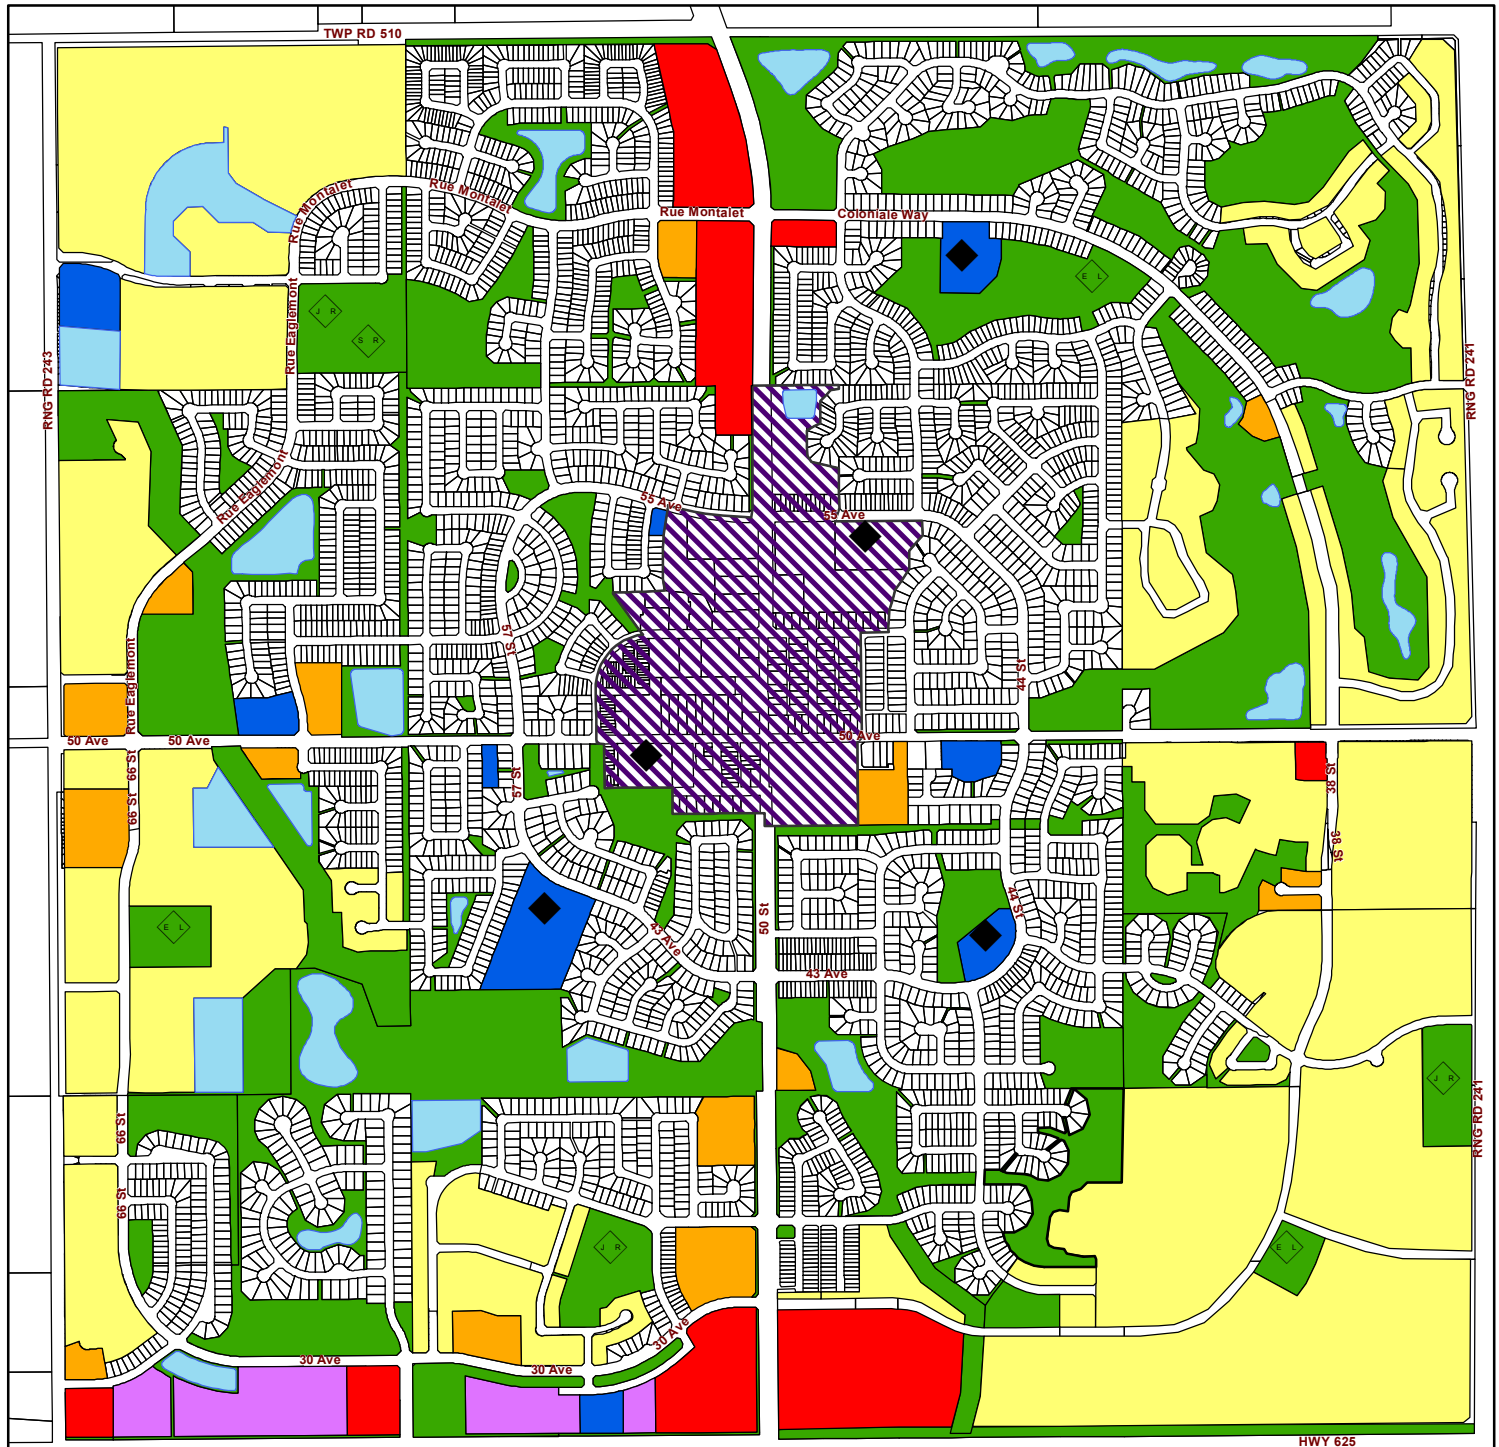 TWP RD 510
Rue Montalet
Rue Montalet
Rue Montalet
Coloniale Way
E L
J R
S R
Rue Eaglemont
RNG RD 243
RNG RD 241
Rue Eaglemont
55 Ave
55 Ave
57 St
44 St
Rue Eaglemont
50 Ave
50 Ave
50 Ave
66 St
66 St
57 St
38 St
38 St
44 St
E L
43 Ave
50 St
43 Ave
J R
66 St
RNG RD 241
66 St
J R
E L
30 Ave
30 Ave
30 Ave
HWY 625